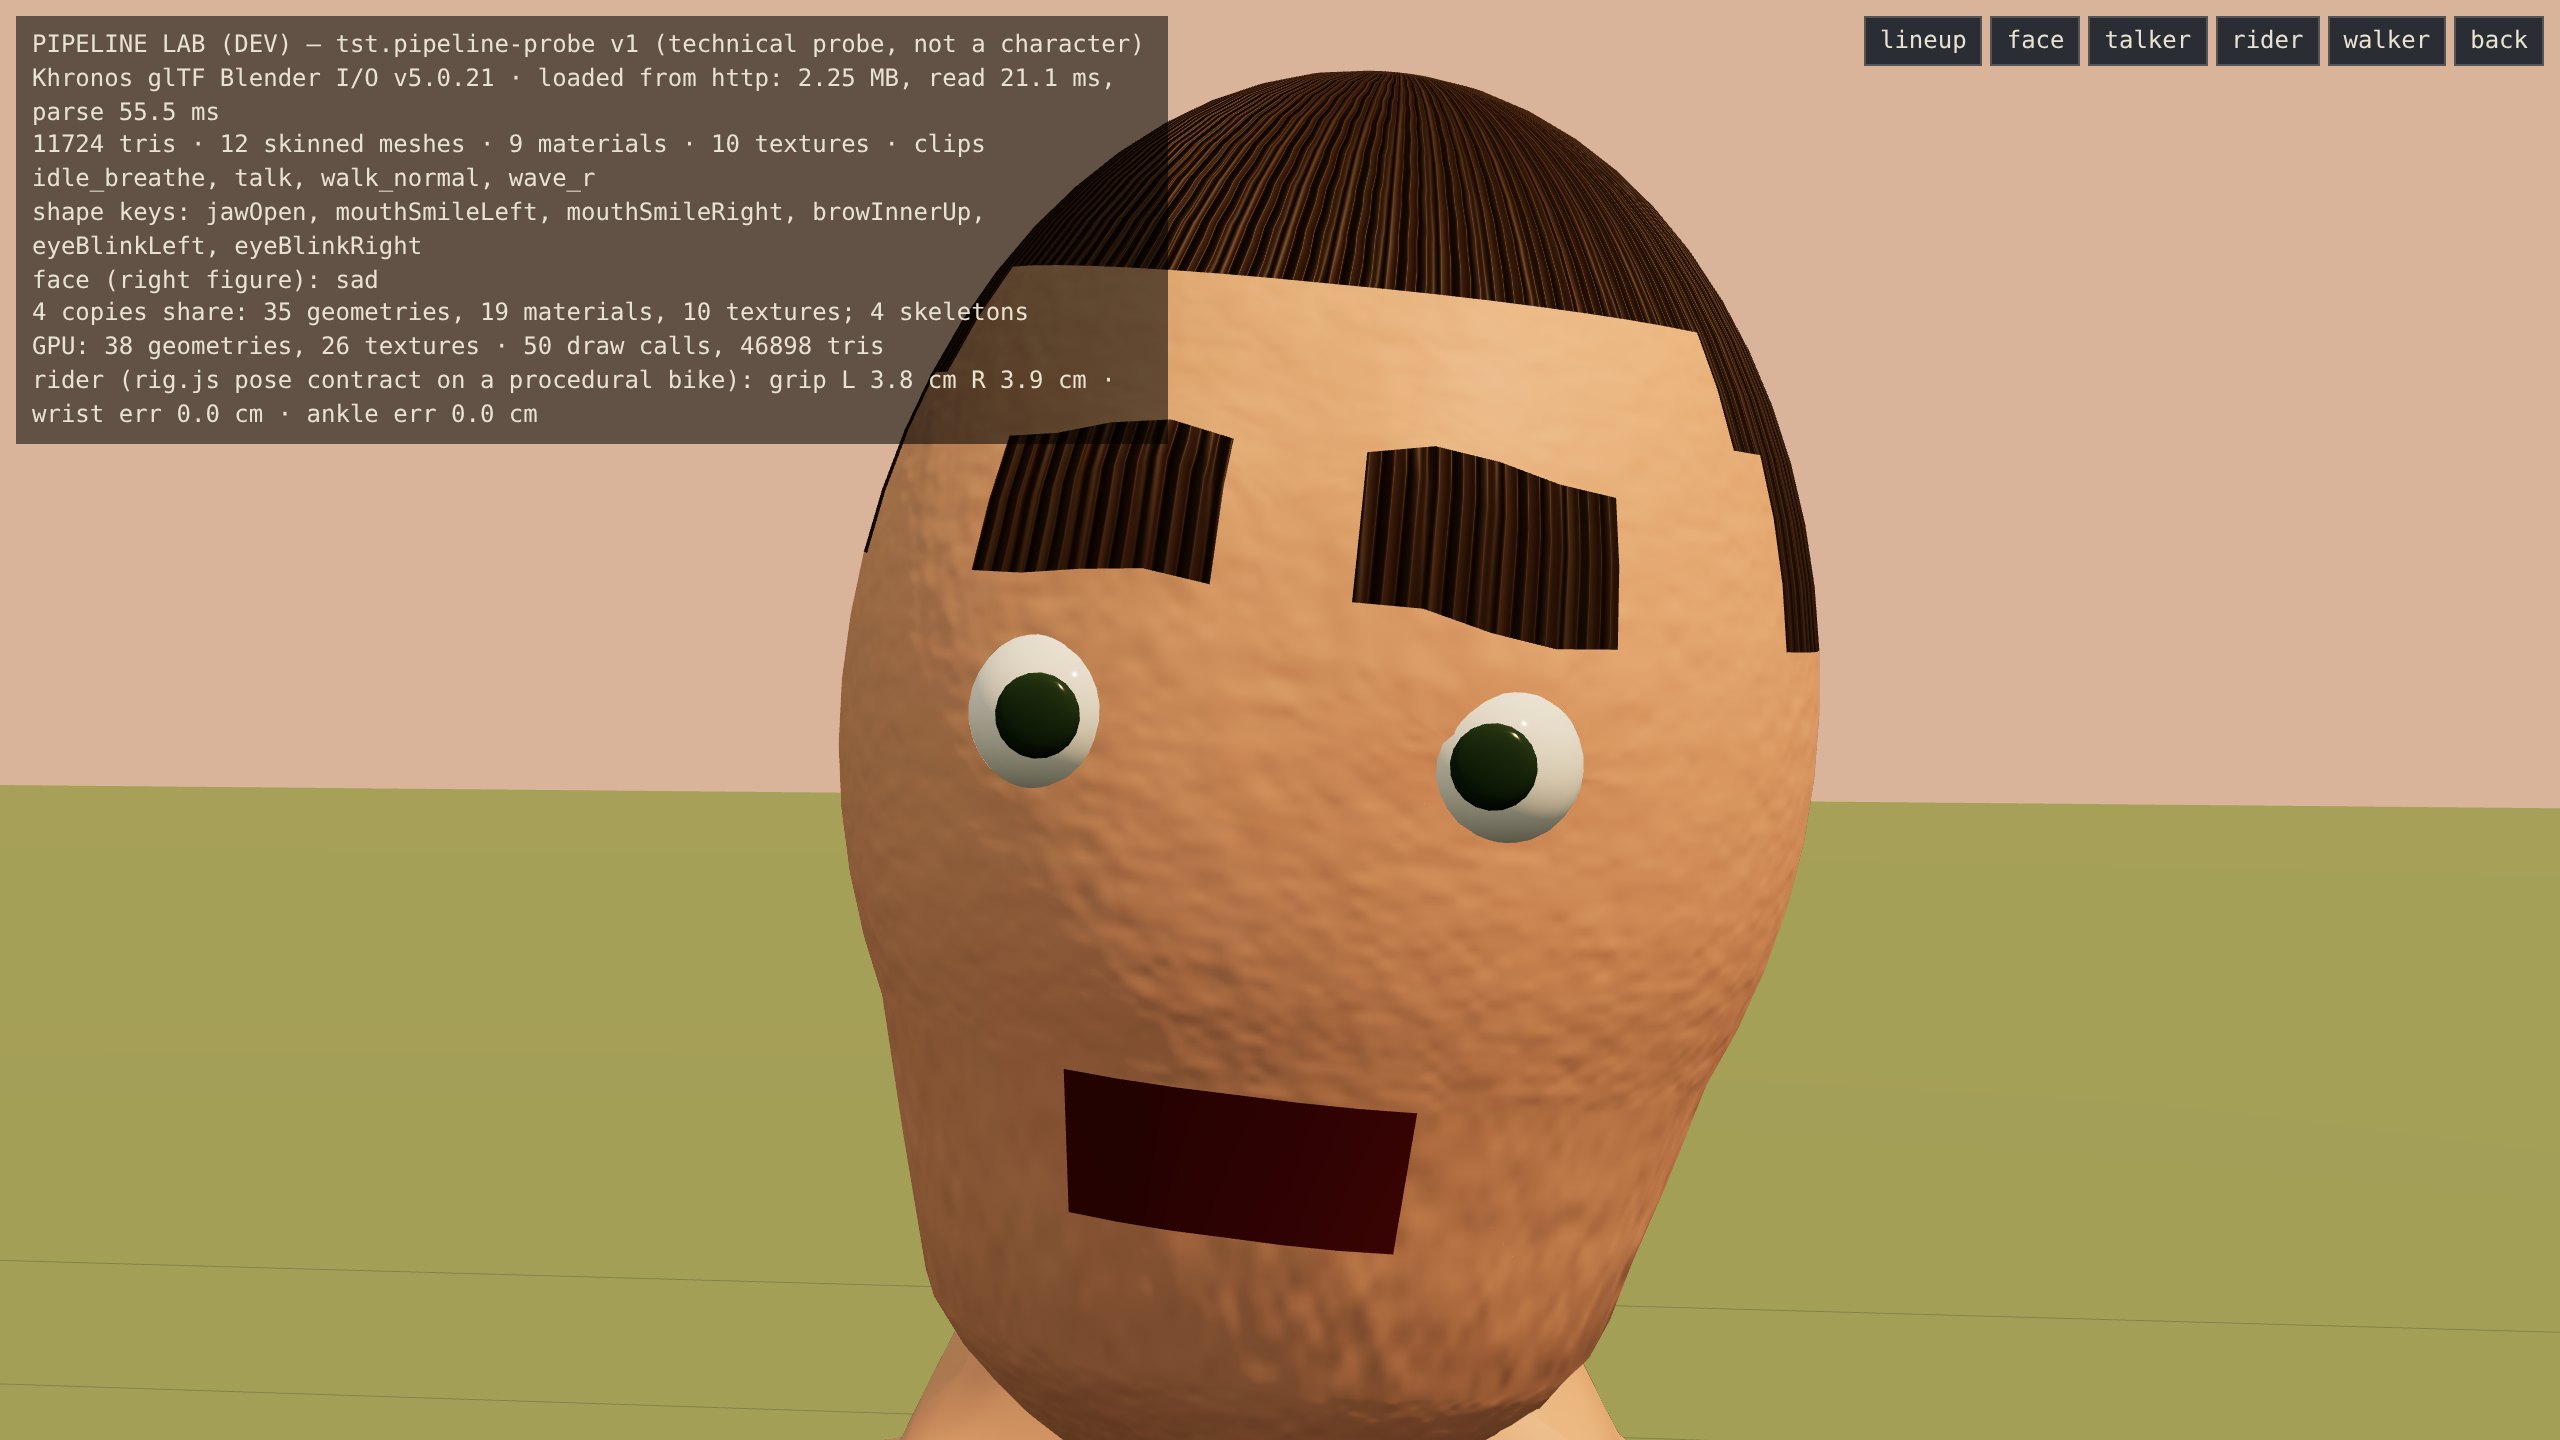 PIPELINE LAB (DEV) — tst.pipeline-probe v1 (technical probe, not a character)
Khronos glTF Blender I/O v5.0.21 · loaded from http: 2.25 MB, read 21.1 ms,
parse 55.5 ms
11724 tris · 12 skinned meshes · 9 materials · 10 textures · clips
idle_breathe, talk, walk_normal, wave_r
shape keys: jawOpen, mouthSmileLeft, mouthSmileRight, browInnerUp,
eyeBlinkLeft, eyeBlinkRight
face (right figure): sad
4 copies share: 35 geometries, 19 materials, 10 textures; 4 skeletons
GPU: 38 geometries, 26 textures · 50 draw calls, 46898 tris
rider (rig.js pose contract on a procedural bike): grip L 3.8 cm R 3.9 cm ·
wrist err 0.0 cm · ankle err 0.0 cm
lineup face talker rider walker back